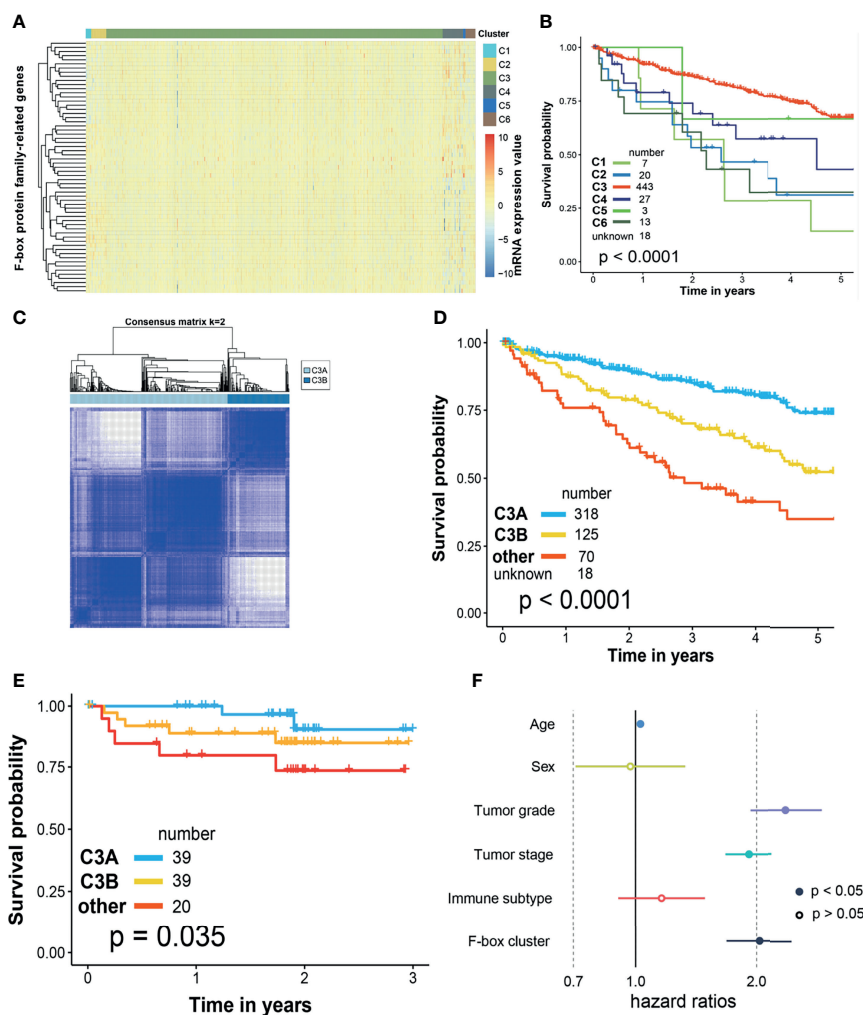 A
Cluster
C1
C2
C3
C4
C5
C6
F-box protein family-related genes
10
5
0
−5
−10
mRNA expression value
B
Survival probability
1.00
0.75
0.50
0.25
0.00
number
C1 7
C2 20
C3 443
C4 27
C5 3
C6 13
unknown 18
p < 0.0001
0 1 2 3 4 5
Time in years
C
Consensus matrix k=2
C3A
C3B
D
Survival probability
1.00
0.75
0.50
0.25
0.00
number
C3A 318
C3B 125
other 70
unknown 18
p < 0.0001
0 1 2 3 4 5
Time in years
E
Survival probability
1.00
0.75
0.50
0.25
0.00
number
C3A 39
C3B 39
other 20
p = 0.035
0 1 2 3
Time in years
F
Age
Sex
Tumor grade
Tumor stage
Immune subtype
F-box cluster
p < 0.05
p > 0.05
0.7 1.0 2.0
hazard ratios